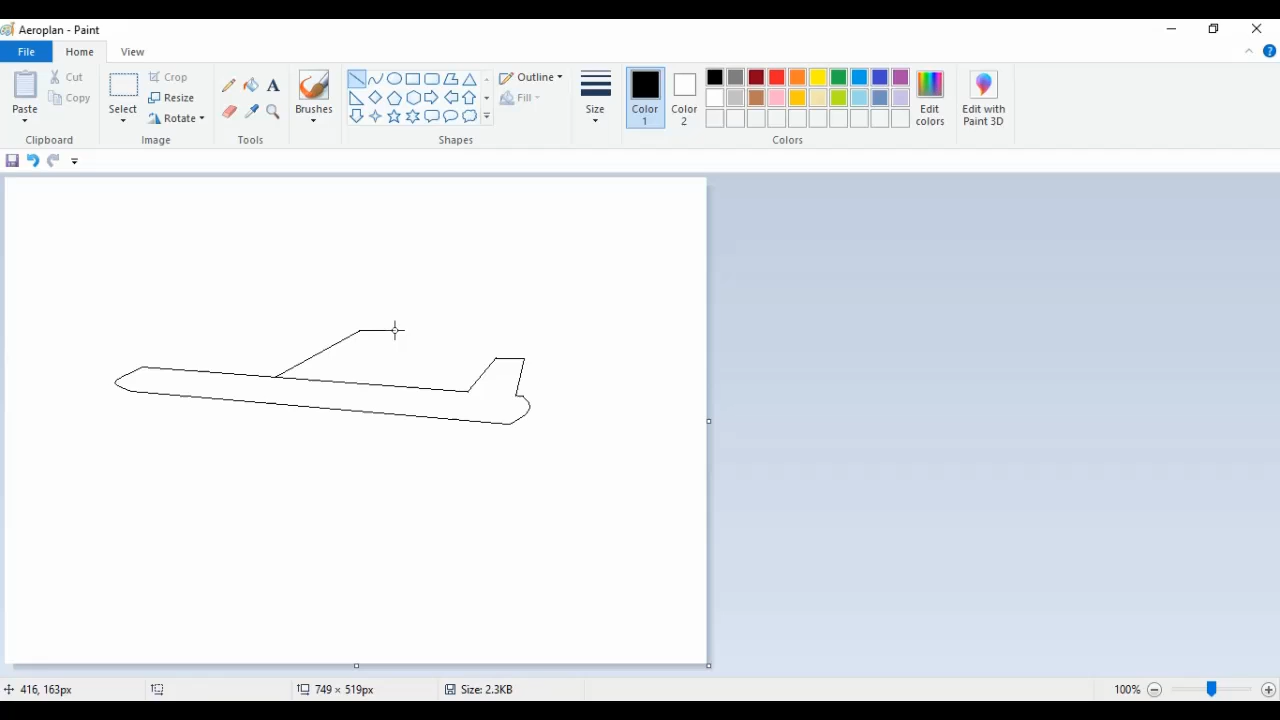 Aeroplan - Paint
File Home View
Paste Cut Copy Clipboard
Select Crop Resize Rotate Image
A Tools
Brushes
Shapes
Outline Fill
Size
Color 1
Color 2
Colors
Edit colors
Edit with Paint 3D
416, 163px 749 × 519px Size: 2.3KB 100%